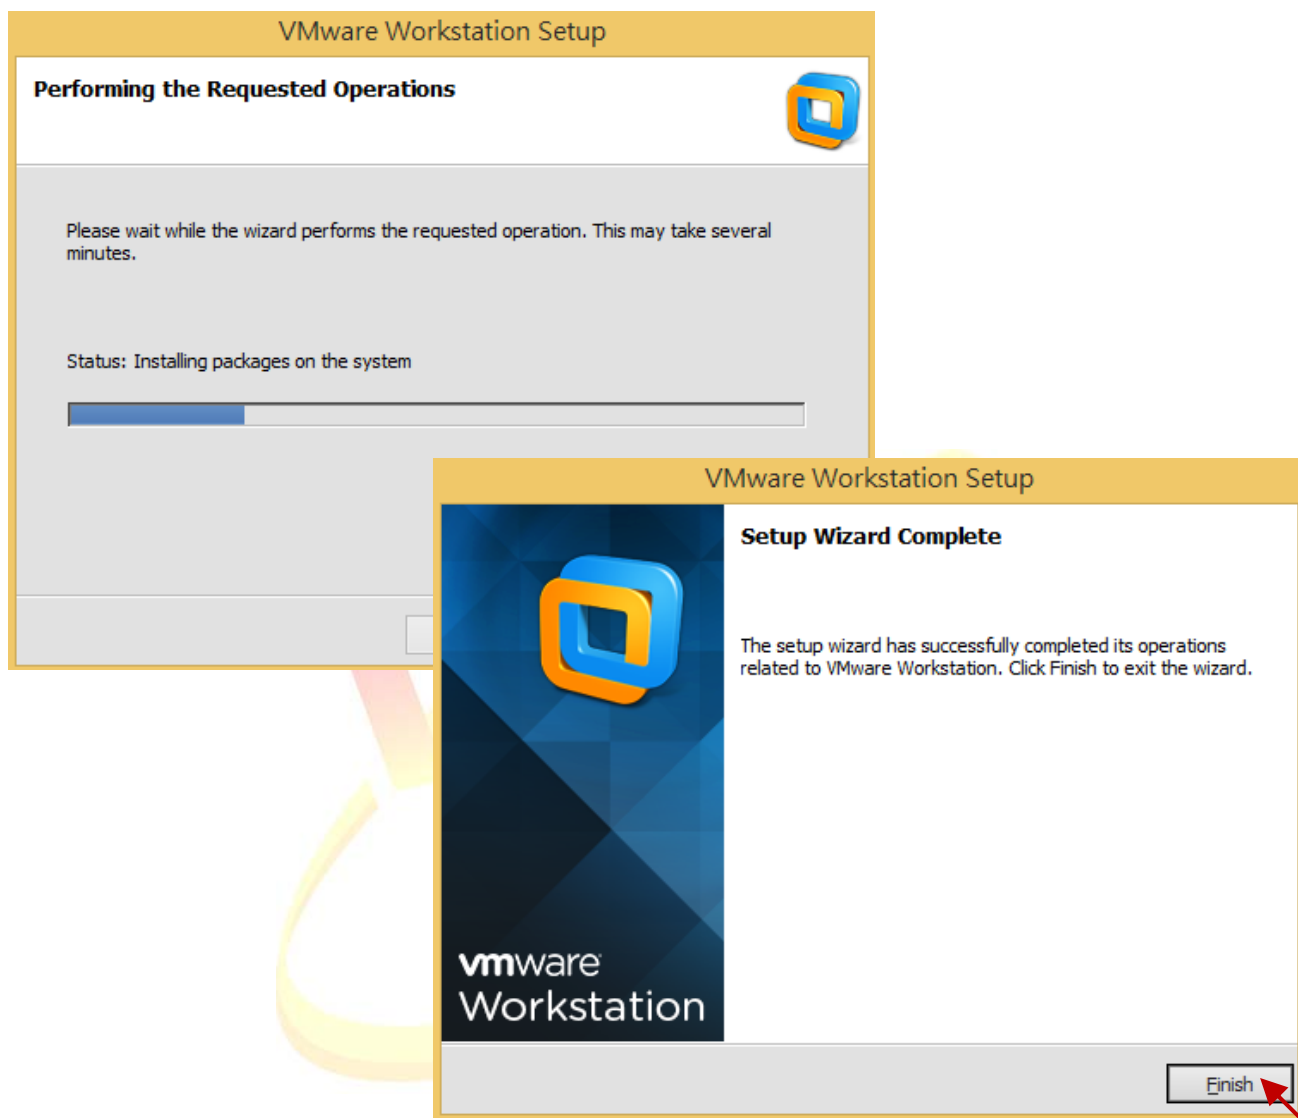 VMware Workstation Setup
Performing the Requested Operations
Please wait while the wizard performs the requested operation. This may take several
minutes.
Status: Installing packages on the system
VMware Workstation Setup
Setup Wizard Complete
The setup wizard has successfully completed its operations
related to VMware Workstation. Click Finish to exit the wizard.
vmware
Workstation
Finish